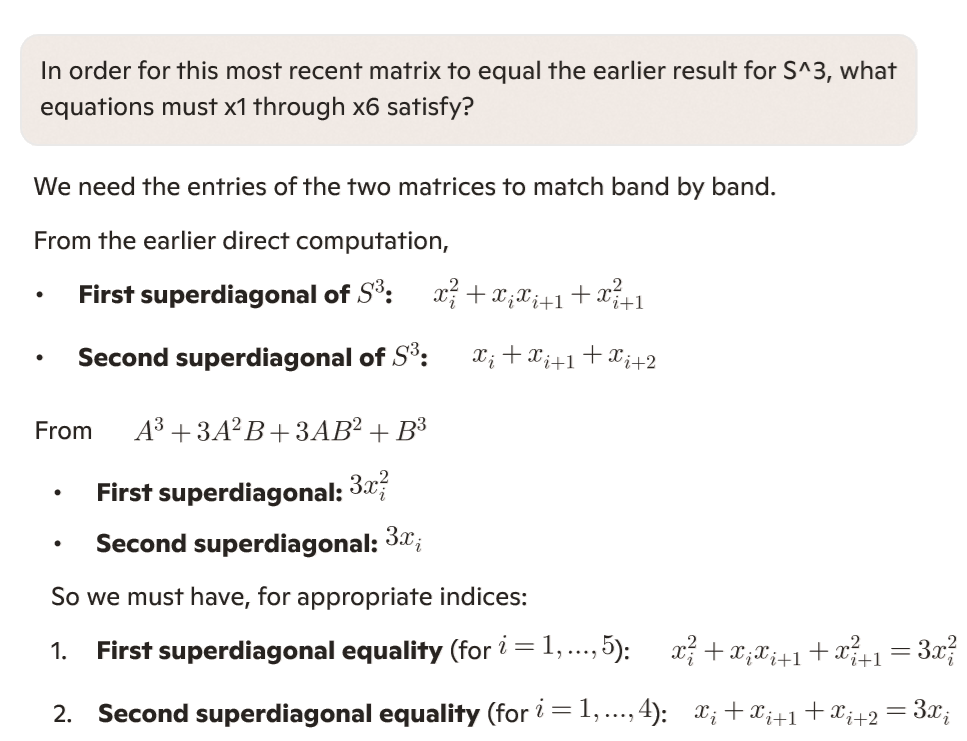 In order for this most recent matrix to equal the earlier result for S^3, what
equations must x1 through x6 satisfy?
We need the entries of the two matrices to match band by band.
From the earlier direct computation,
• First superdiagonal of $S^3$: $x_i^2 + x_i x_{i+1} + x_{i+1}^2$
• Second superdiagonal of $S^3$: $x_i + x_{i+1} + x_{i+2}$
From $A^3 + 3A^2B + 3AB^2 + B^3$
• First superdiagonal: $3x_i^2$
• Second superdiagonal: $3x_i$
So we must have, for appropriate indices:
1. First superdiagonal equality (for $i = 1, \ldots, 5$): $x_i^2 + x_i x_{i+1} + x_{i+1}^2 = 3x_i^2$
2. Second superdiagonal equality (for $i = 1, \ldots, 4$): $x_i + x_{i+1} + x_{i+2} = 3x_i$